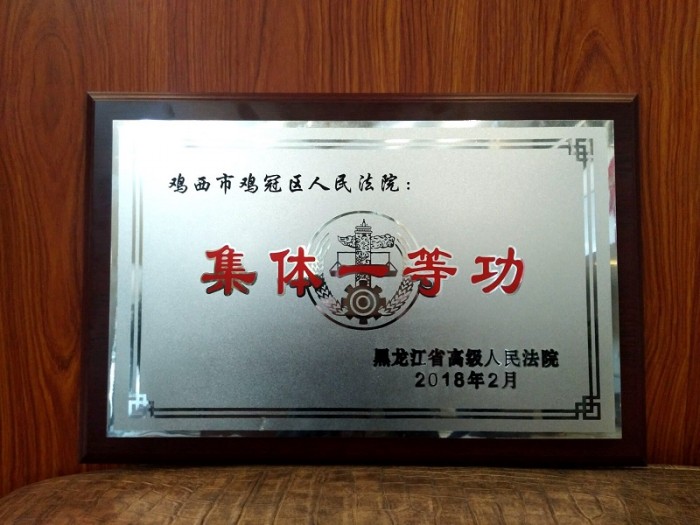 鸡西市鸡冠区人民法院：
集体一等功
黑龙江省高级人民法院
2018年2月